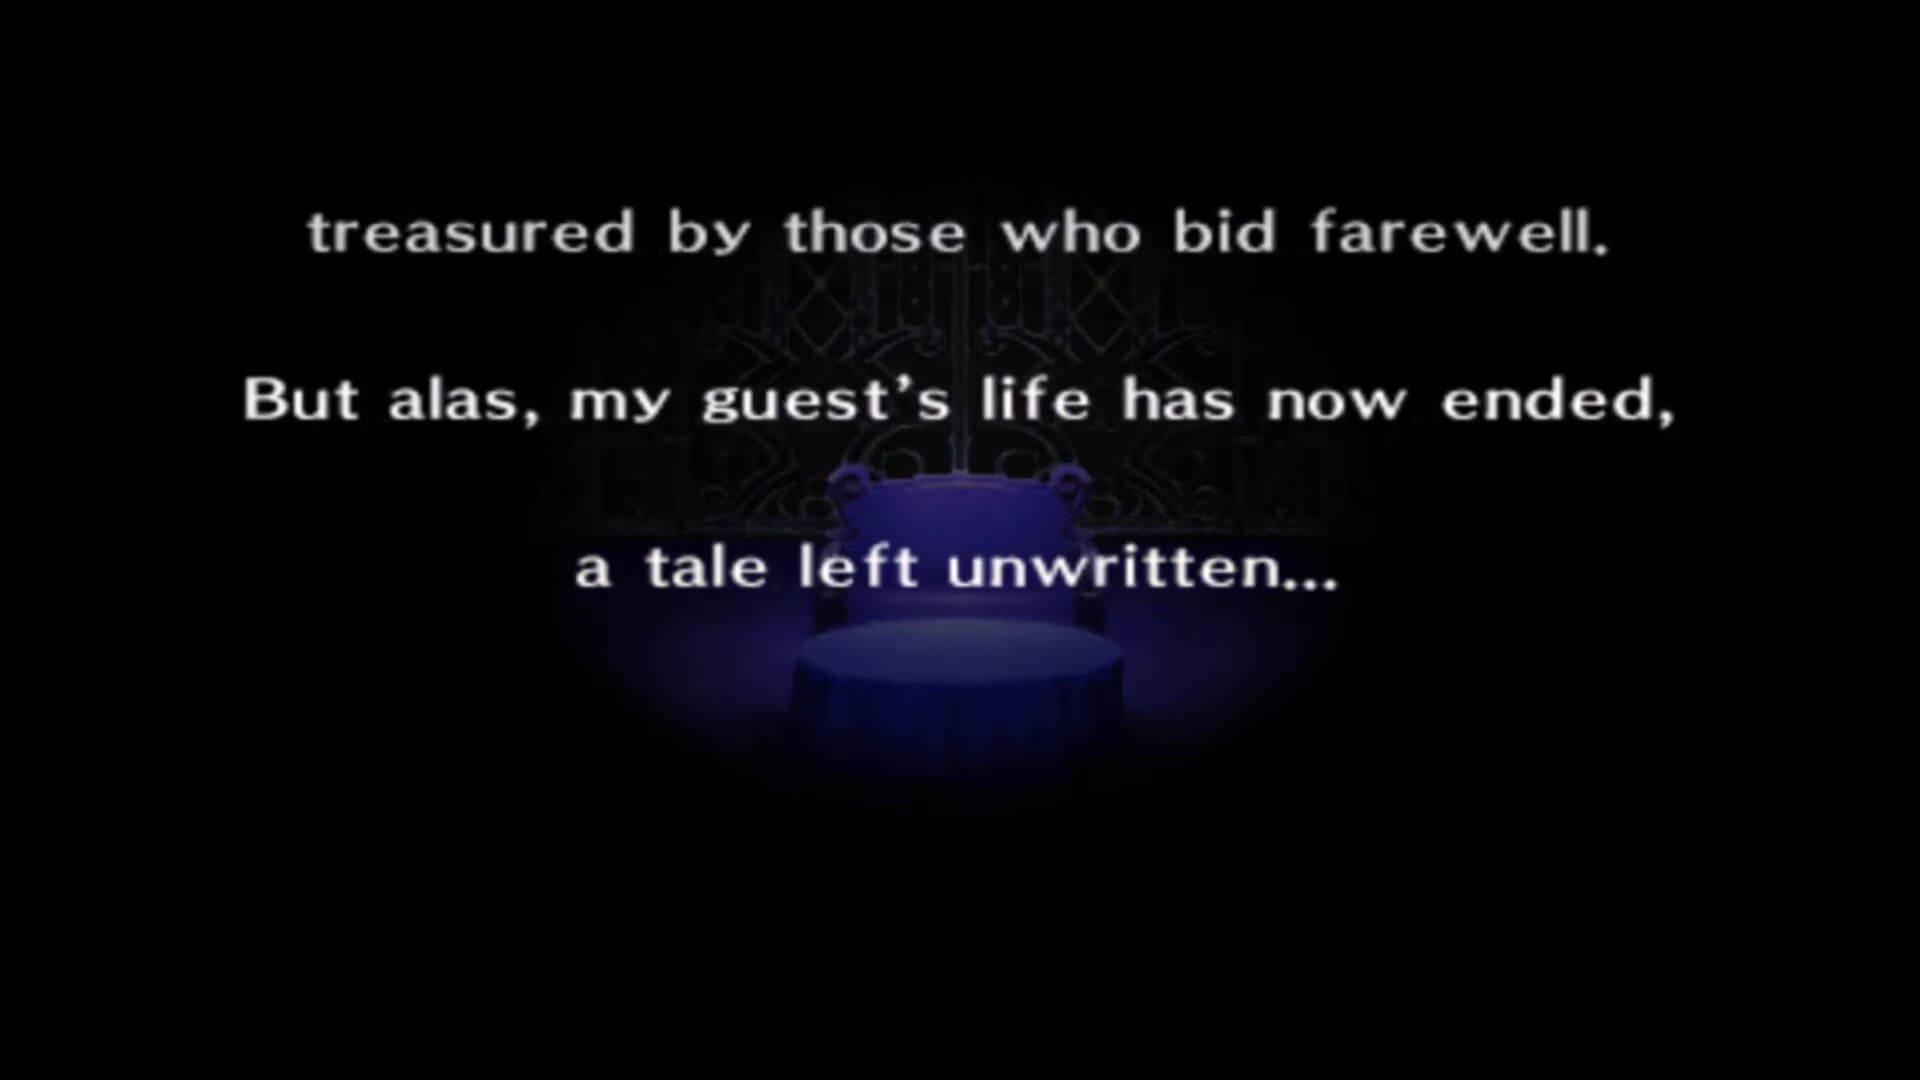 treasured by those who bid farewell.
But alas, my guest's life has now ended,
a tale left unwritten...